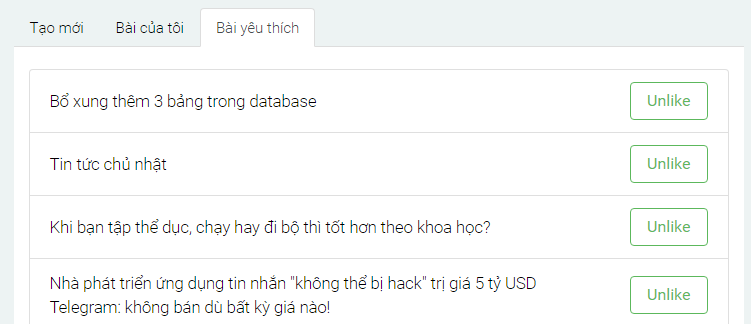 Tạo mới Bài của tôi Bài yêu thích
Bổ xung thêm 3 bảng trong database Unlike
Tin tức chủ nhật Unlike
Khi bạn tập thể dục, chạy hay đi bộ thì tốt hơn theo khoa học? Unlike
Nhà phát triển ứng dụng tin nhắn "không thể bị hack" trị giá 5 tỷ USD
Telegram: không bán dù bất kỳ giá nào! Unlike